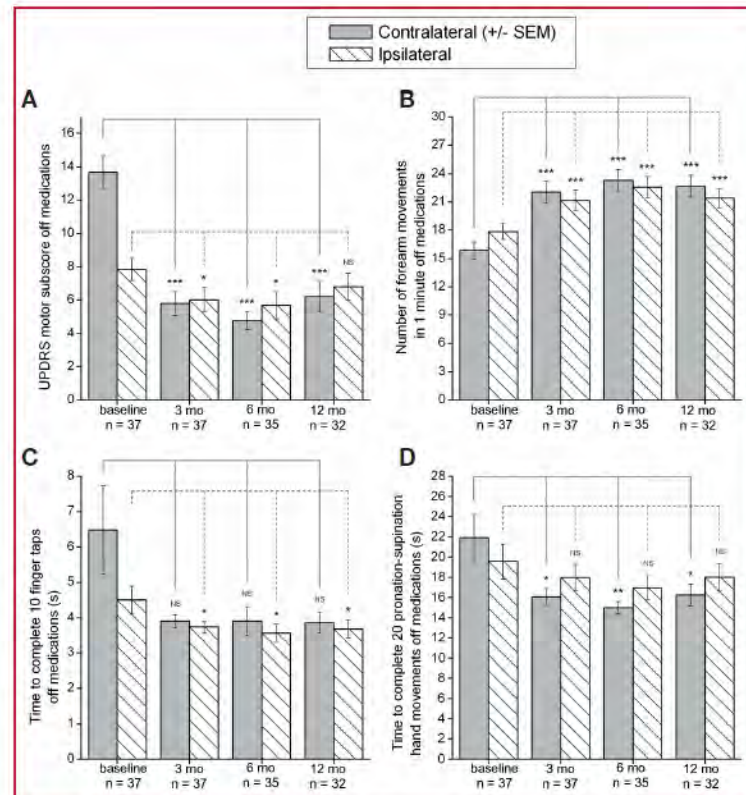 Contralateral (+/- SEM)
Ipsilateral
A
UPDRS motor subscore off medications
16
14
12
10
8
6
4
2
0
***
*
***
*
***
NS
baseline
n = 37
3 mo
n = 37
6 mo
n = 35
12 mo
n = 32
B
Number of forearm movements
in 1 minute off medications
30
27
24
21
18
15
12
9
6
3
0
***
***
***
***
***
***
baseline
n = 37
3 mo
n = 37
6 mo
n = 35
12 mo
n = 32
C
Time to complete 10 finger taps
off medications (s)
8
7
6
5
4
3
2
1
0
NS
*
NS
*
NS
*
baseline
n = 37
3 mo
n = 37
6 mo
n = 35
12 mo
n = 32
D
Time to complete 20 pronation-supination
hand movements off medications (s)
28
26
24
22
20
18
16
14
12
10
8
6
4
2
0
*
NS
**
NS
*
NS
baseline
n = 37
3 mo
n = 37
6 mo
n = 35
12 mo
n = 32